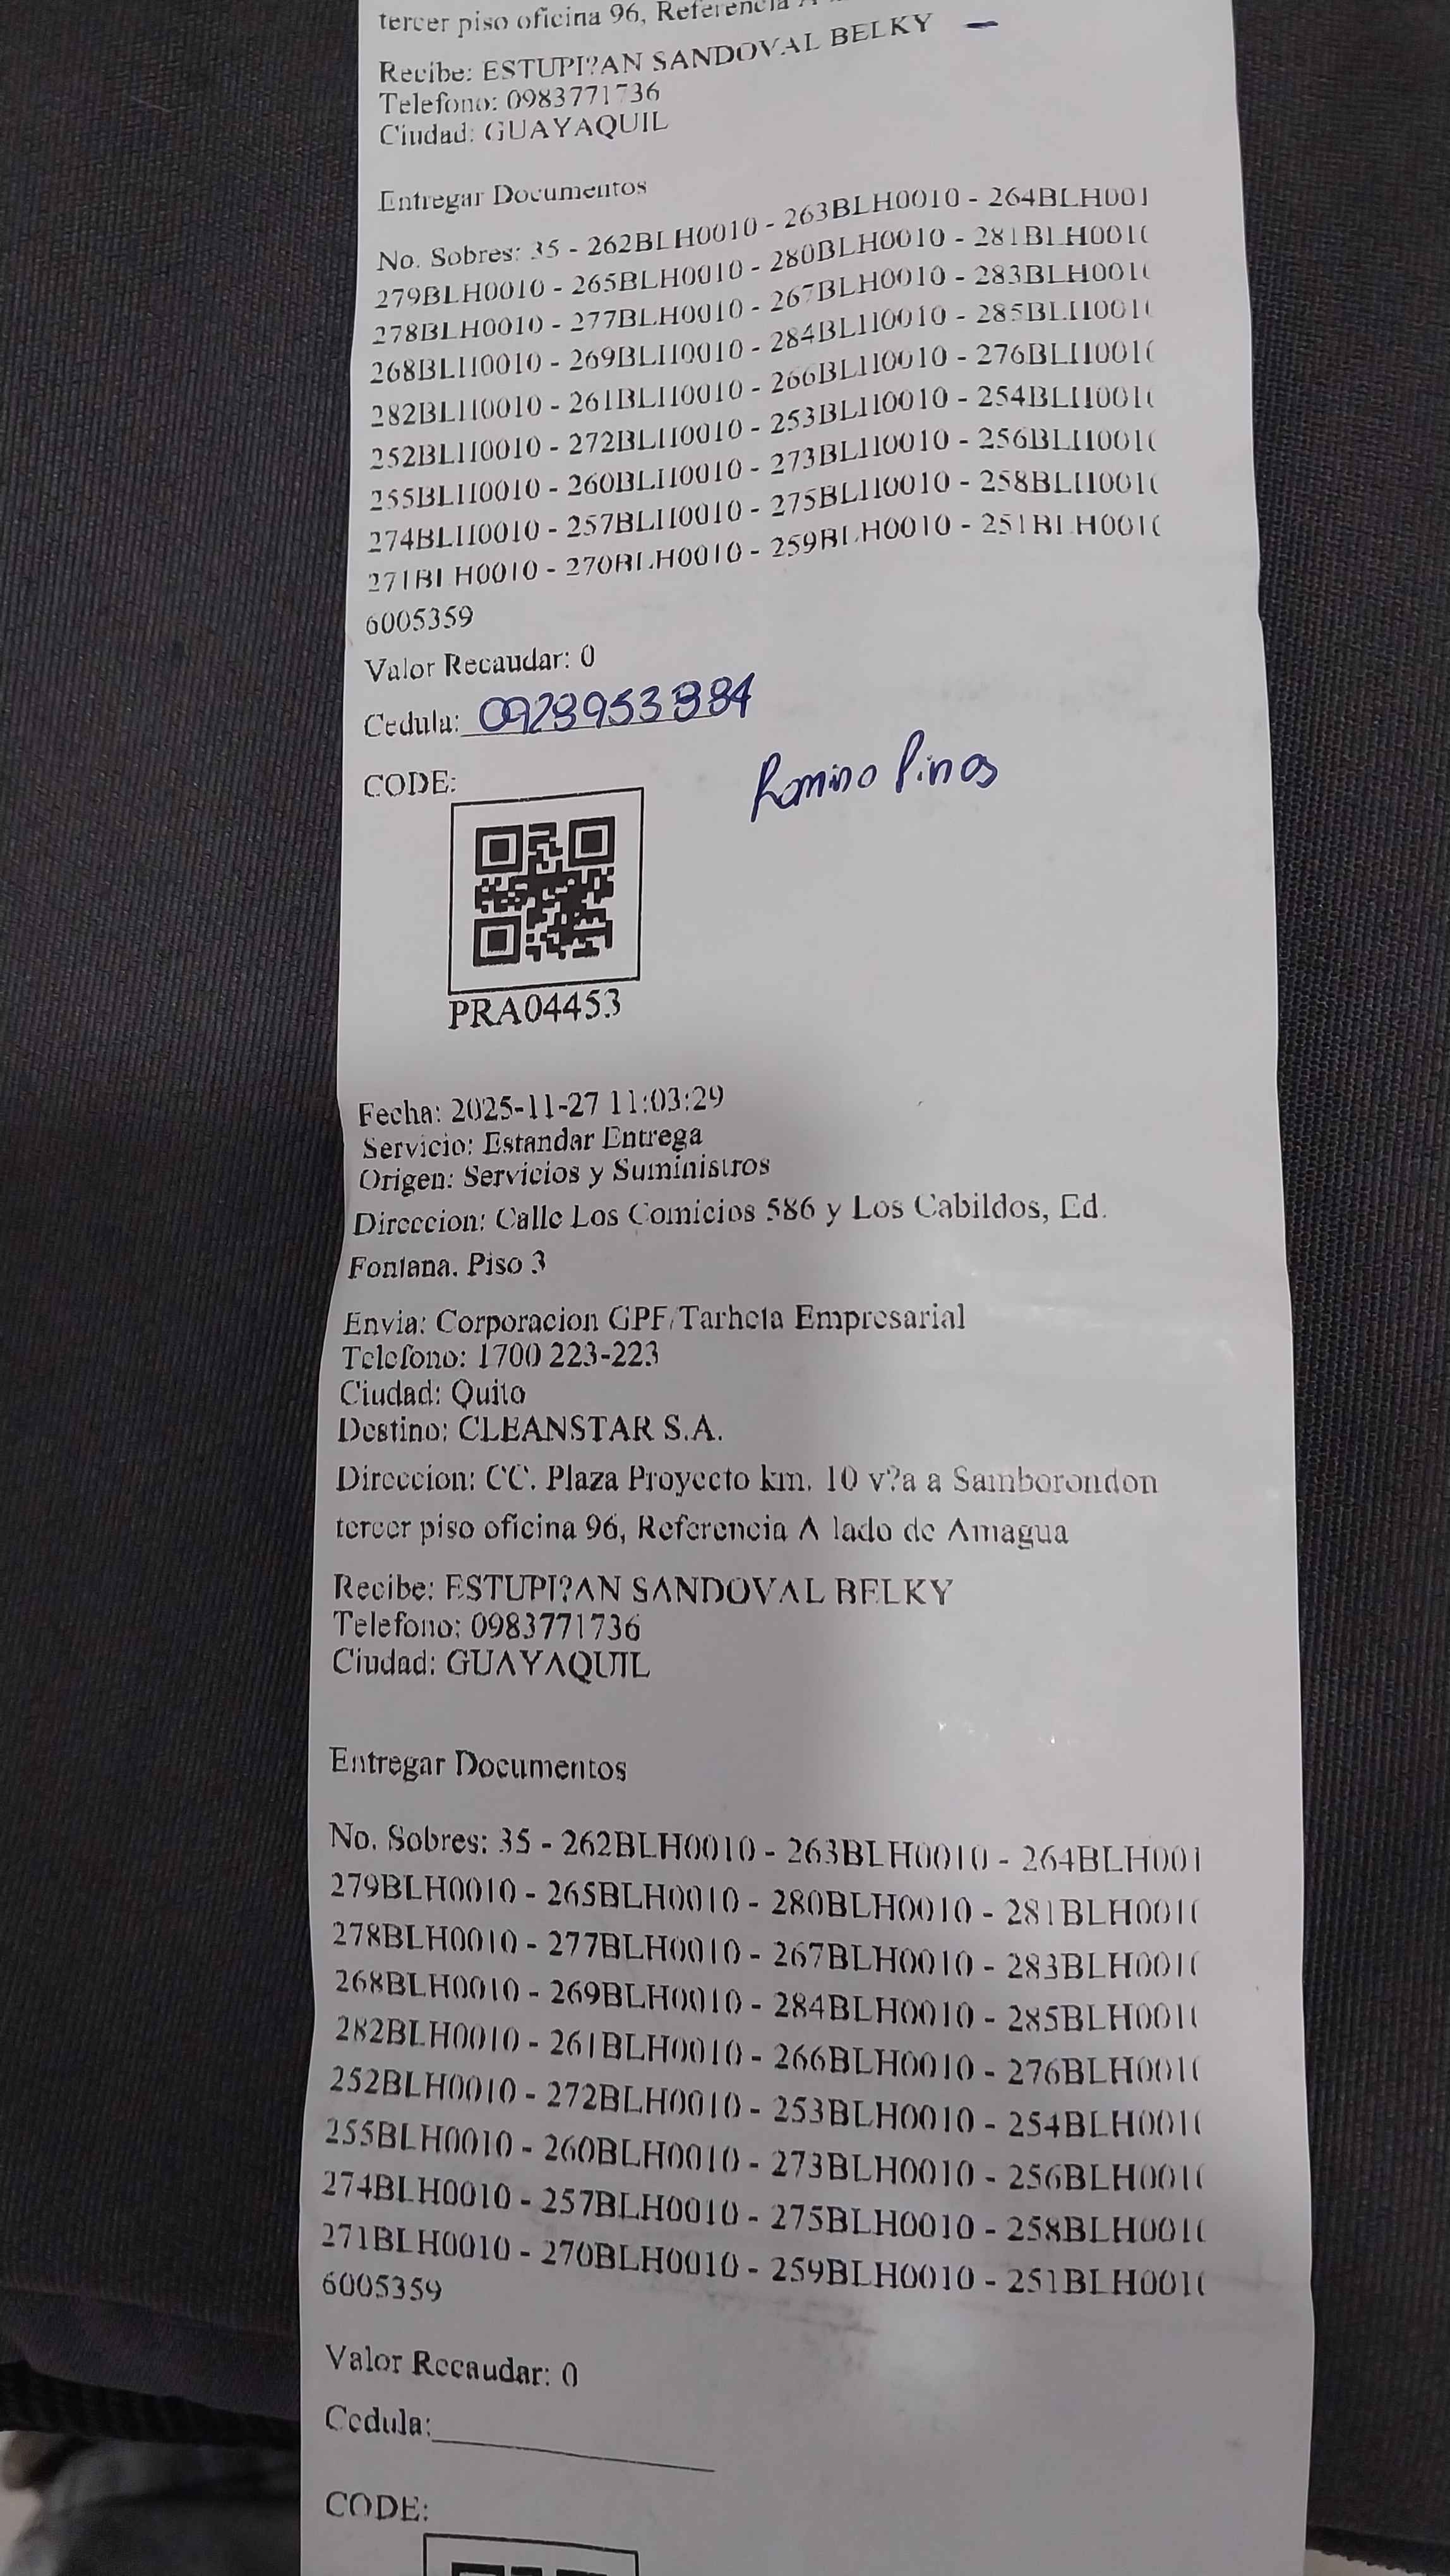 tercer piso oficina 96, Referencia A
Recibe: ESTUPI?AN SANDOVAL BELKY
Telefono: 0983771736
Ciudad: GUAYAQUIL
Entregar Documentos
No. Sobres: 35 - 262BLH0010 - 263BLH0010 - 264BLH001
279BLH0010 - 265BLH0010 - 280BLH0010 - 281BLH001(
278BLH0010 - 277BLH0010 - 267BLH0010 - 283BLH001(
268BLH0010 - 269BLH0010 - 284BLH0010 - 285BLH001(
282BLH0010 - 261BLH0010 - 266BLH0010 - 276BLH001(
252BLH0010 - 272BLH0010 - 253BLH0010 - 254BLH001(
255BLH0010 - 260BLH0010 - 273BLH0010 - 256BLH001(
274BLH0010 - 257BLH0010 - 275BLH0010 - 258BLH001(
271BLH0010 - 270BLH0010 - 259BLH0010 - 251BLH001(
6005359
Valor Recaudar: 0
Cedula:
CODE:
PRA04453
Fecha: 2025-11-27 11:03:29
Servicio: Estandar Entrega
Origen: Servicios y Suministros
Direccion: Calle Los Comicios 586 y Los Cabildos, Ed.
Fontana. Piso 3
Envia: Corporacion GPF/Tarheta Empresarial
Telefono: 1700 223-223
Ciudad: Quito
Destino: CLEANSTAR S.A.
Direccion: CC. Plaza Proyecto km. 10 v?a a Samborondon
tercer piso oficina 96, Referencia A lado de Amagua
Recibe: ESTUPI?AN SANDOVAL BELKY
Telefono: 0983771736
Ciudad: GUAYAQUIL
Entregar Documentos
No. Sobres: 35 - 262BLH0010 - 263BLH0010 - 264BLH001
279BLH0010 - 265BLH0010 - 280BLH0010 - 281BLH001(
278BLH0010 - 277BLH0010 - 267BLH0010 - 283BLH001(
268BLH0010 - 269BLH0010 - 284BLH0010 - 285BLH001(
282BLH0010 - 261BLH0010 - 266BLH0010 - 276BLH001(
252BLH0010 - 272BLH0010 - 253BLH0010 - 254BLH001(
255BLH0010 - 260BLH0010 - 273BLH0010 - 256BLH001(
274BLH0010 - 257BLH0010 - 275BLH0010 - 258BLH001(
271BLH0010 - 270BLH0010 - 259BLH0010 - 251BLH001(
6005359
Valor Recaudar: 0
Cedula:
CODE: